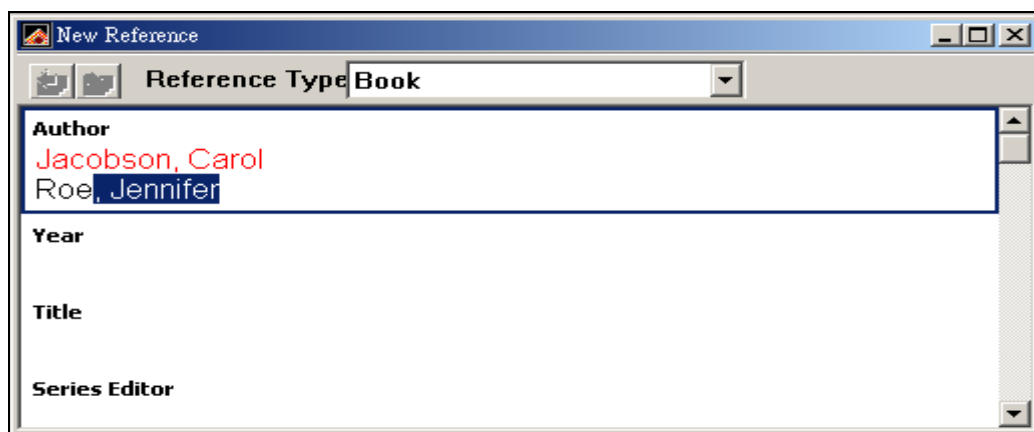 New Reference
Reference Type Book
Author
Jacobson, Carol
Roe, Jennifer
Year
Title
Series Editor